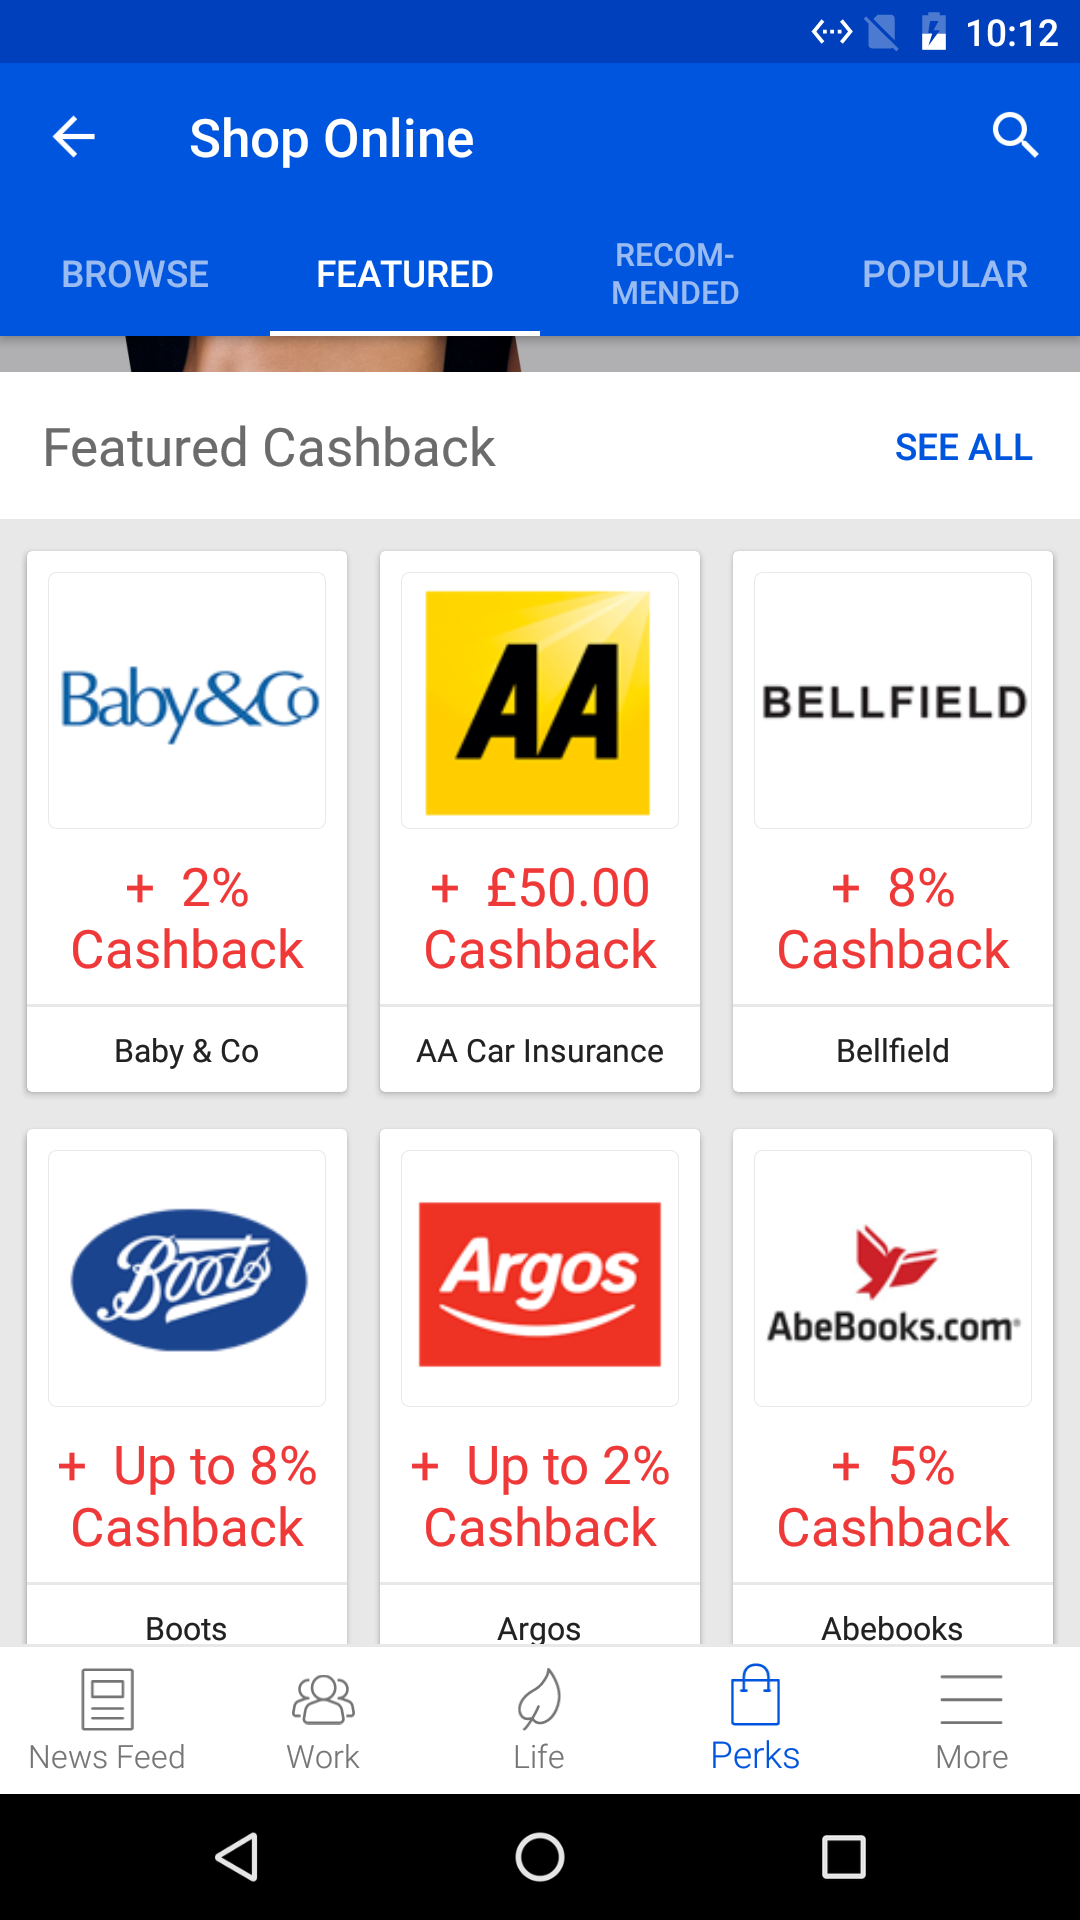 10:12
Shop Online
BROWSE
FEATURED
RECOM-
MENDED
POPULAR
Featured Cashback
SEE ALL
Baby&Co
AA
BELLFIELD
+ 2%
Cashback
+ £50.00
Cashback
+ 8%
Cashback
Baby & Co
AA Car Insurance
Bellfield
Boots
Argos
AbeBooks.com
+ Up to 8%
Cashback
+ Up to 2%
Cashback
+ 5%
Cashback
Boots
Argos
Abebooks
News Feed
Work
Life
Perks
More